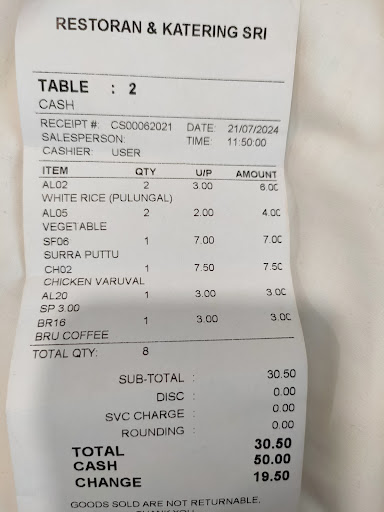 RESTORAN & KATERING SRI
TABLE : 2
CASH
RECEIPT #: CS00062021 DATE: 21/07/2024
SALESPERSON: TIME: 11:50:00
CASHIER: USER
ITEM QTY U/P AMOUNT
AL02 2 3.00 6.00
WHITE RICE (PULUNGAL)
AL05 2 2.00 4.00
VEGETABLE
SF06 1 7.00 7.00
SURRA PUTTU
CH02 1 7.50 7.50
CHICKEN VARUVAL
AL20 1 3.00 3.00
SP 3.00
BR16 1 3.00 3.00
BRU COFFEE
TOTAL QTY: 8
SUB-TOTAL : 30.50
DISC : 0.00
SVC CHARGE : 0.00
ROUNDING : 0.00
TOTAL 30.50
CASH 50.00
CHANGE 19.50
GOODS SOLD ARE NOT RETURNABLE.
THANK YOU